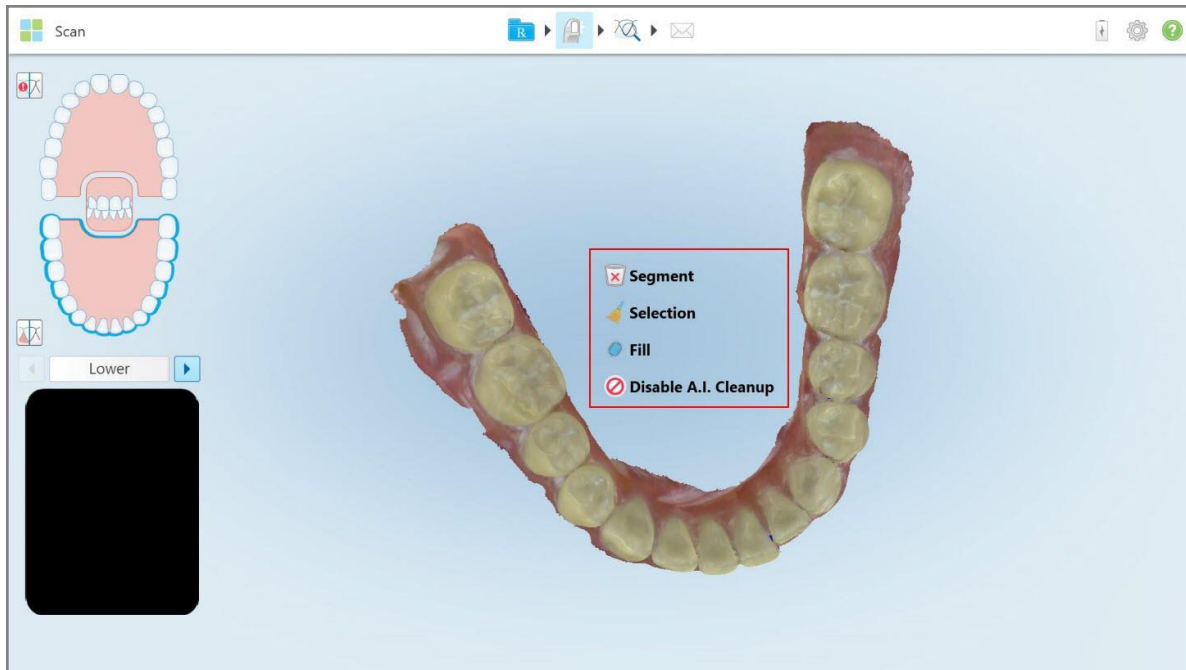 Scan
R
?
Lower
Segment
Selection
Fill
Disable A.I. Cleanup